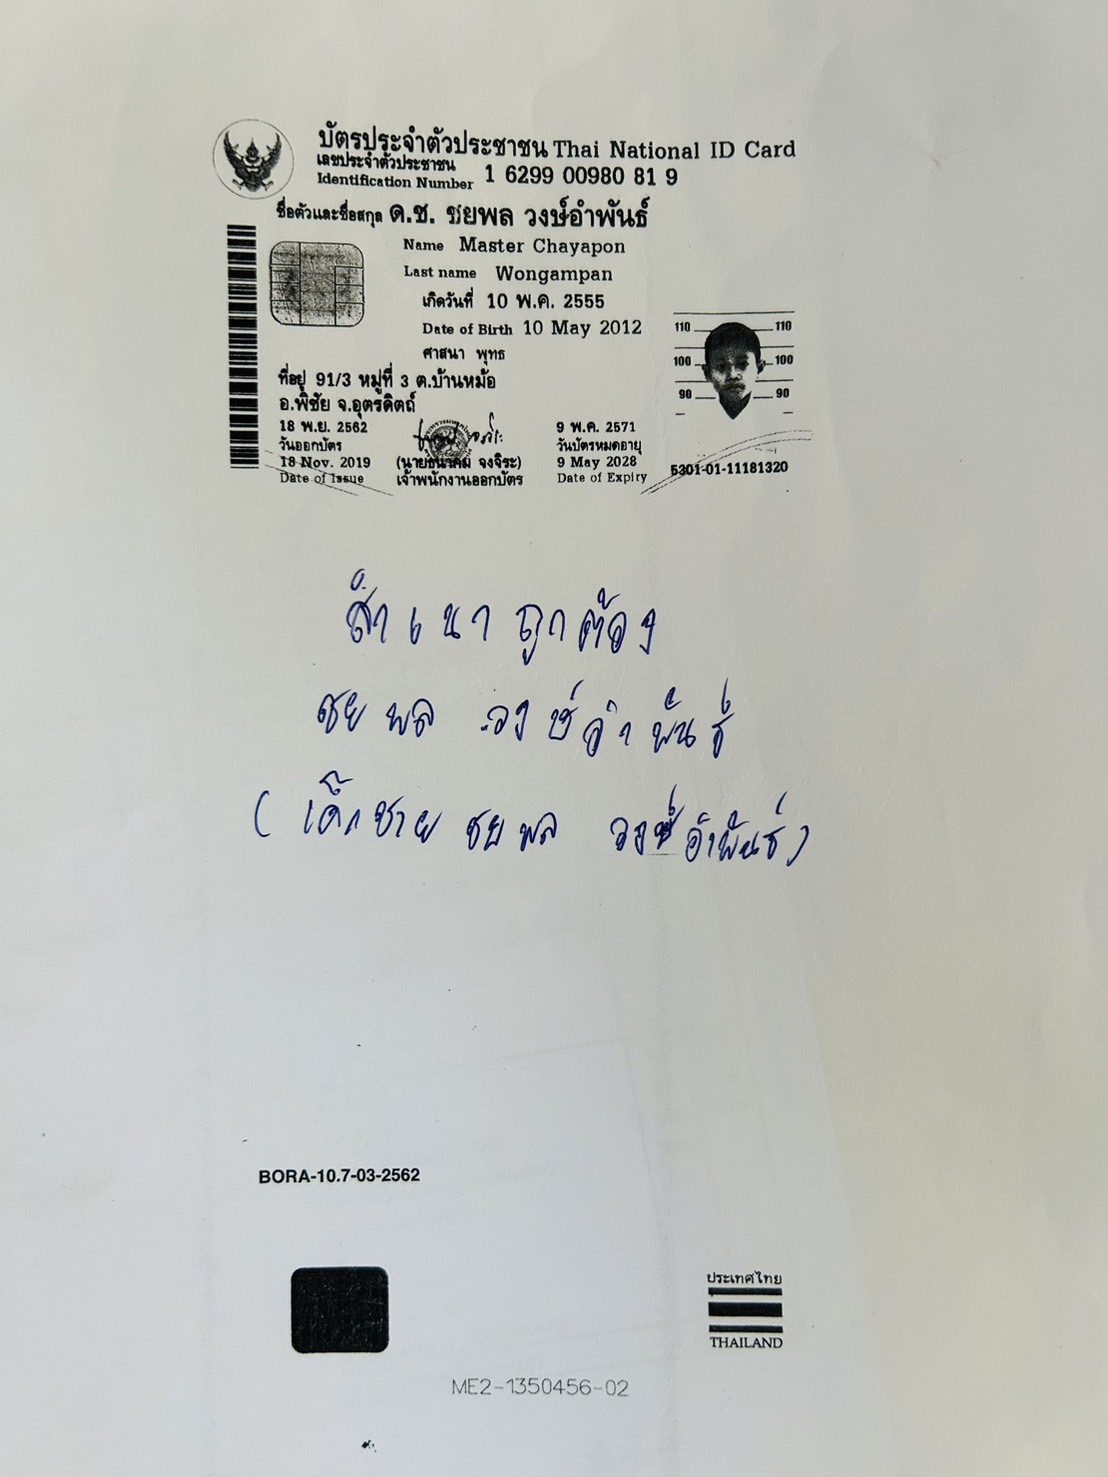 บัตรประจำตัวประชาชน Thai National ID Card
เลขประจำตัวประชาชน
Identification Number 1 6299 00980 81 9
ชื่อตัวและชื่อสกุล ด.ช. ชยพล วงษ์อำพันธ์
Name Master Chayapon
Last name Wongampan
เกิดวันที่ 10 พ.ค. 2555
Date of Birth 10 May 2012
ศาสนา พุทธ
ที่อยู่ 91/3 หมู่ที่ 3 ต.บ้านหม้อ
อ.พิชัย จ.อุตรดิตถ์
110 110
100 100
90 90
18 พ.ย. 2562
วันออกบัตร
18 Nov. 2019
Date of Issue
(นายธนาคม จงจิระ)
เจ้าพนักงานออกบัตร
9 พ.ค. 2571
วันบัตรหมดอายุ
9 May 2028
Date of Expiry
5301-01-11181320
สำเนาถูกต้อง
ชยพล วงษ์อำพันธ์
(เด็กชาย ชยพล วงษ์อำพันธ์)
BORA-10.7-03-2562
ประเทศไทย
THAILAND
ME2-1350456-02